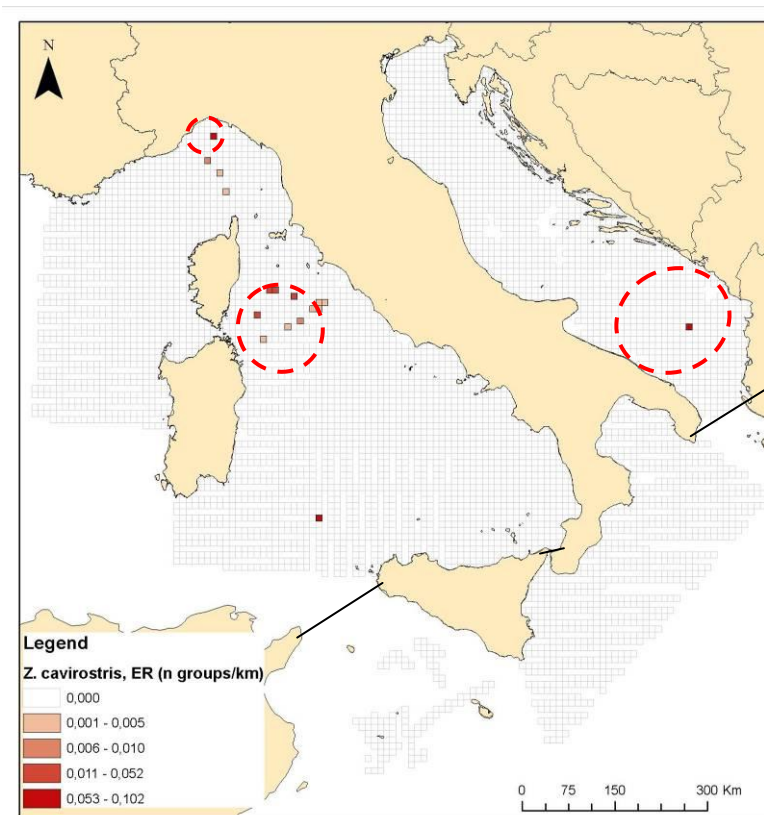 N
Legend
Z. cavirostris, ER (n groups/km)
0,000
0,001 - 0,005
0,006 - 0,010
0,011 - 0,052
0,053 - 0,102
0 75 150 300 Km